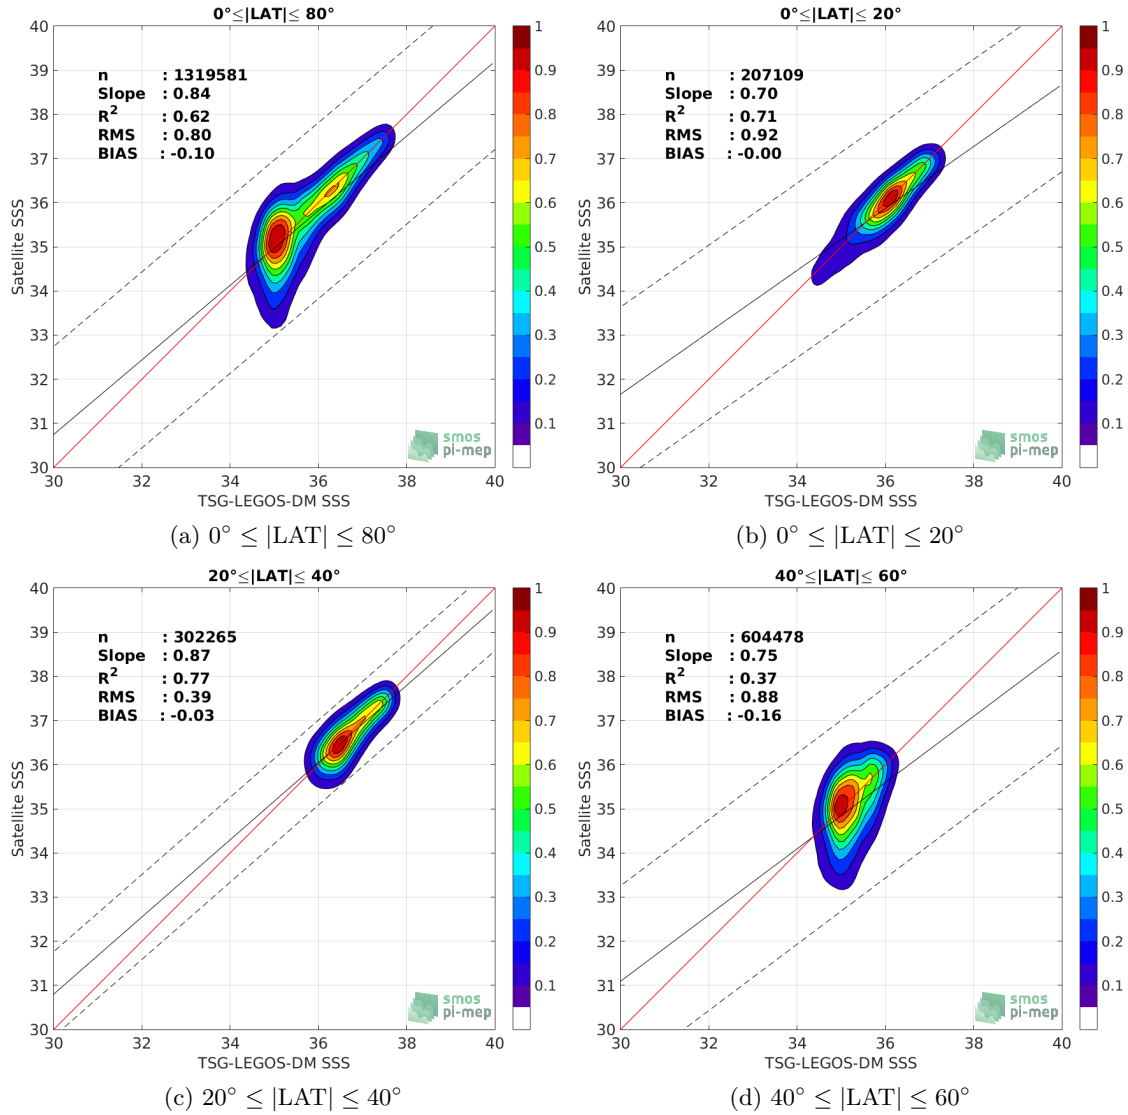 0°≤|LAT|≤ 80°
n : 1319581
Slope : 0.84
R2 : 0.62
RMS : 0.80
BIAS : -0.10
40
39
38
37
36
35
34
33
32
31
30
Satellite SSS
30 32 34 36 38 40
TSG-LEGOS-DM SSS
1
0.9
0.8
0.7
0.6
0.5
0.4
0.3
0.2
0.1
smos
pi-mep
(a) 0° ≤ |LAT| ≤ 80°
0°≤|LAT|≤ 20°
n : 207109
Slope : 0.70
R2 : 0.71
RMS : 0.92
BIAS : -0.00
40
39
38
37
36
35
34
33
32
31
30
Satellite SSS
30 32 34 36 38 40
TSG-LEGOS-DM SSS
1
0.9
0.8
0.7
0.6
0.5
0.4
0.3
0.2
0.1
smos
pi-mep
(b) 0° ≤ |LAT| ≤ 20°
20°≤|LAT|≤ 40°
n : 302265
Slope : 0.87
R2 : 0.77
RMS : 0.39
BIAS : -0.03
40
39
38
37
36
35
34
33
32
31
30
Satellite SSS
30 32 34 36 38 40
TSG-LEGOS-DM SSS
1
0.9
0.8
0.7
0.6
0.5
0.4
0.3
0.2
0.1
smos
pi-mep
(c) 20° ≤ |LAT| ≤ 40°
40°≤|LAT|≤ 60°
n : 604478
Slope : 0.75
R2 : 0.37
RMS : 0.88
BIAS : -0.16
40
39
38
37
36
35
34
33
32
31
30
Satellite SSS
30 32 34 36 38 40
TSG-LEGOS-DM SSS
1
0.9
0.8
0.7
0.6
0.5
0.4
0.3
0.2
0.1
smos
pi-mep
(d) 40° ≤ |LAT| ≤ 60°